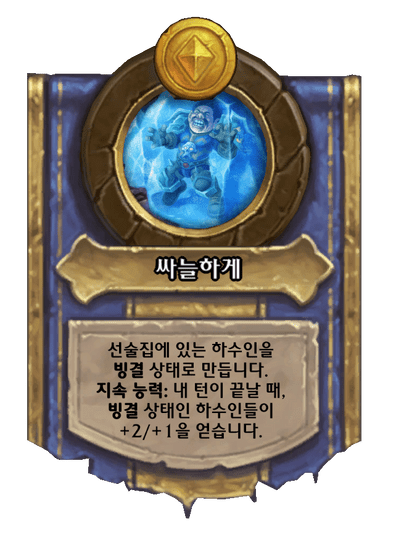 싸늘하게
선술집에 있는 하수인을
빙결 상태로 만듭니다.
지속 능력: 내 턴이 끝날 때,
빙결 상태인 하수인들이
+2/+1을 얻습니다.